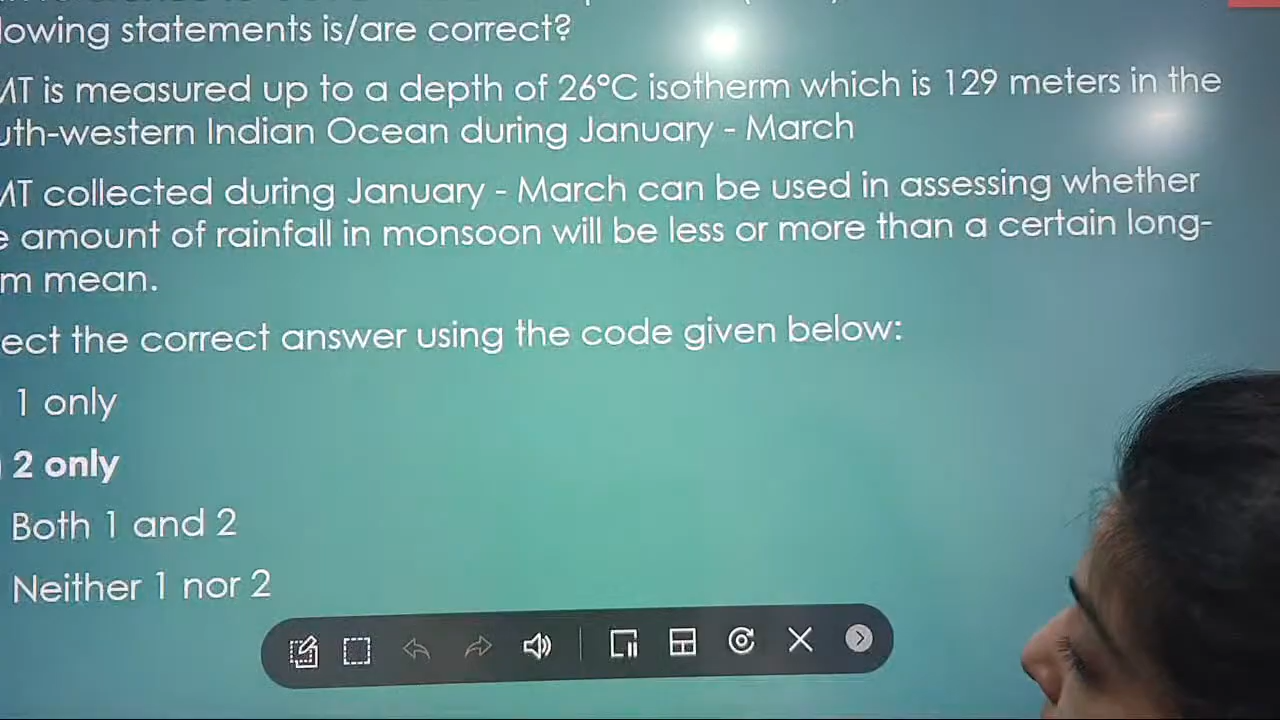 lowing statements is/are correct?
MT is measured up to a depth of 26°C isotherm which is 129 meters in the
uth-western Indian Ocean during January - March
MT collected during January - March can be used in assessing whether
e amount of rainfall in monsoon will be less or more than a certain long-
m mean.
ect the correct answer using the code given below:
1 only
) 2 only
Both 1 and 2
Neither 1 nor 2